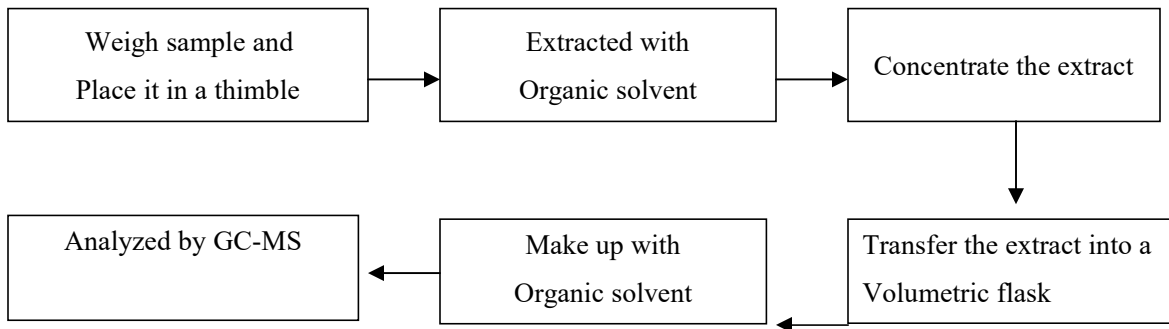 Weigh sample and
Place it in a thimble
Extracted with
Organic solvent
Concentrate the extract
Transfer the extract into a
Volumetric flask
Make up with
Organic solvent
Analyzed by GC-MS